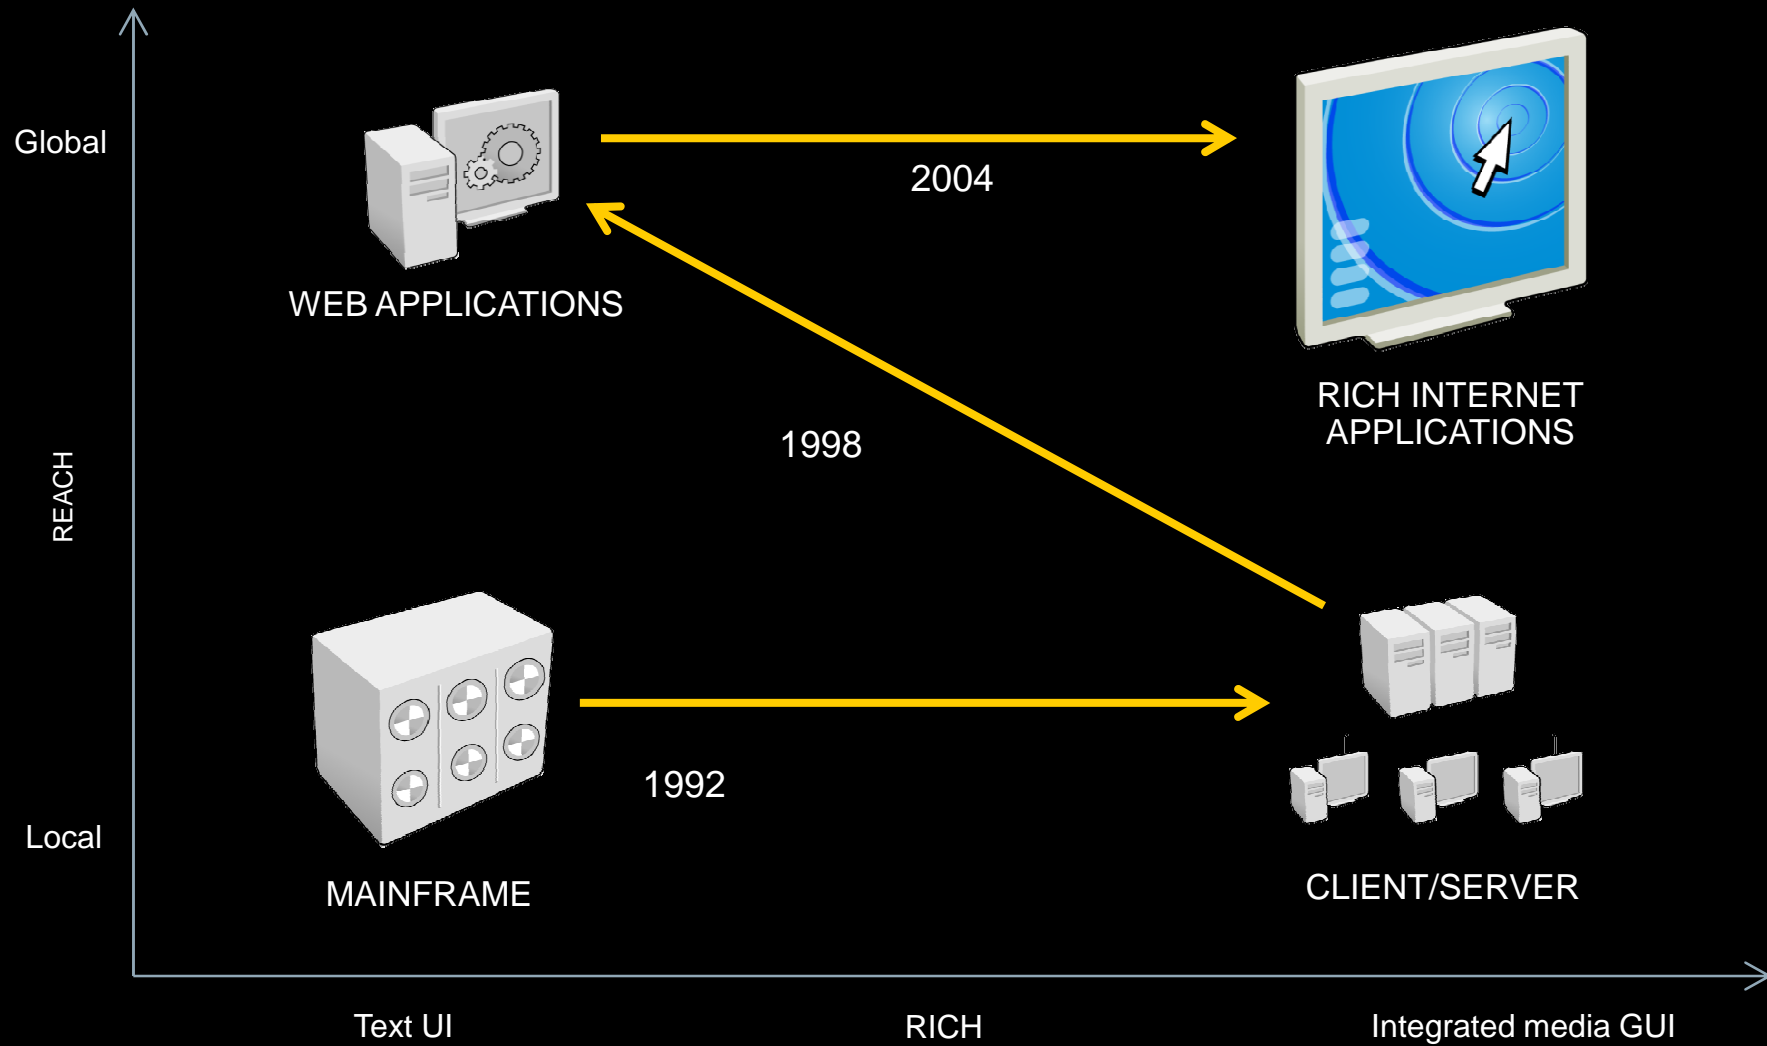 Global
2004
WEB APPLICATIONS
RICH INTERNET
APPLICATIONS
1998
REACH
1992
Local
MAINFRAME
CLIENT/SERVER
Text UI
RICH
Integrated media GUI